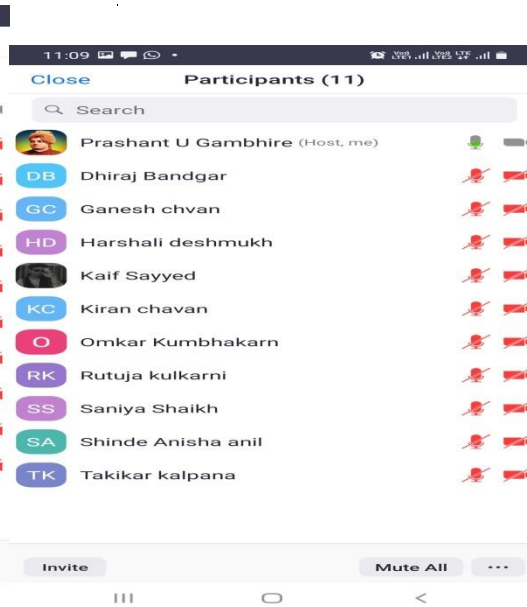 11:09
Close Participants (11)
Search
Prashant U Gambhire (Host, me)
DB Dhiraj Bandgar
GC Ganesh chvan
HD Harshali deshmukh
Kaif Sayyed
KC Kiran chavan
O Omkar Kumbhakarn
RK Rutuja kulkarni
SS Saniya Shaikh
SA Shinde Anisha anil
TK Takikar kalpana
Invite Mute All ...